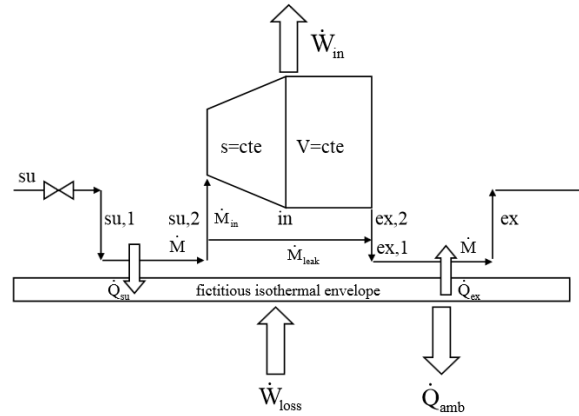 Ẇin
s=cte V=cte
su
su,1
su,2
Ṁin
in
ex,2
ex
Ṁ
Ṁleak
ex,1
Ṁ
Q̇su
fictitious isothermal envelope
Q̇ex
Ẇloss
Q̇amb